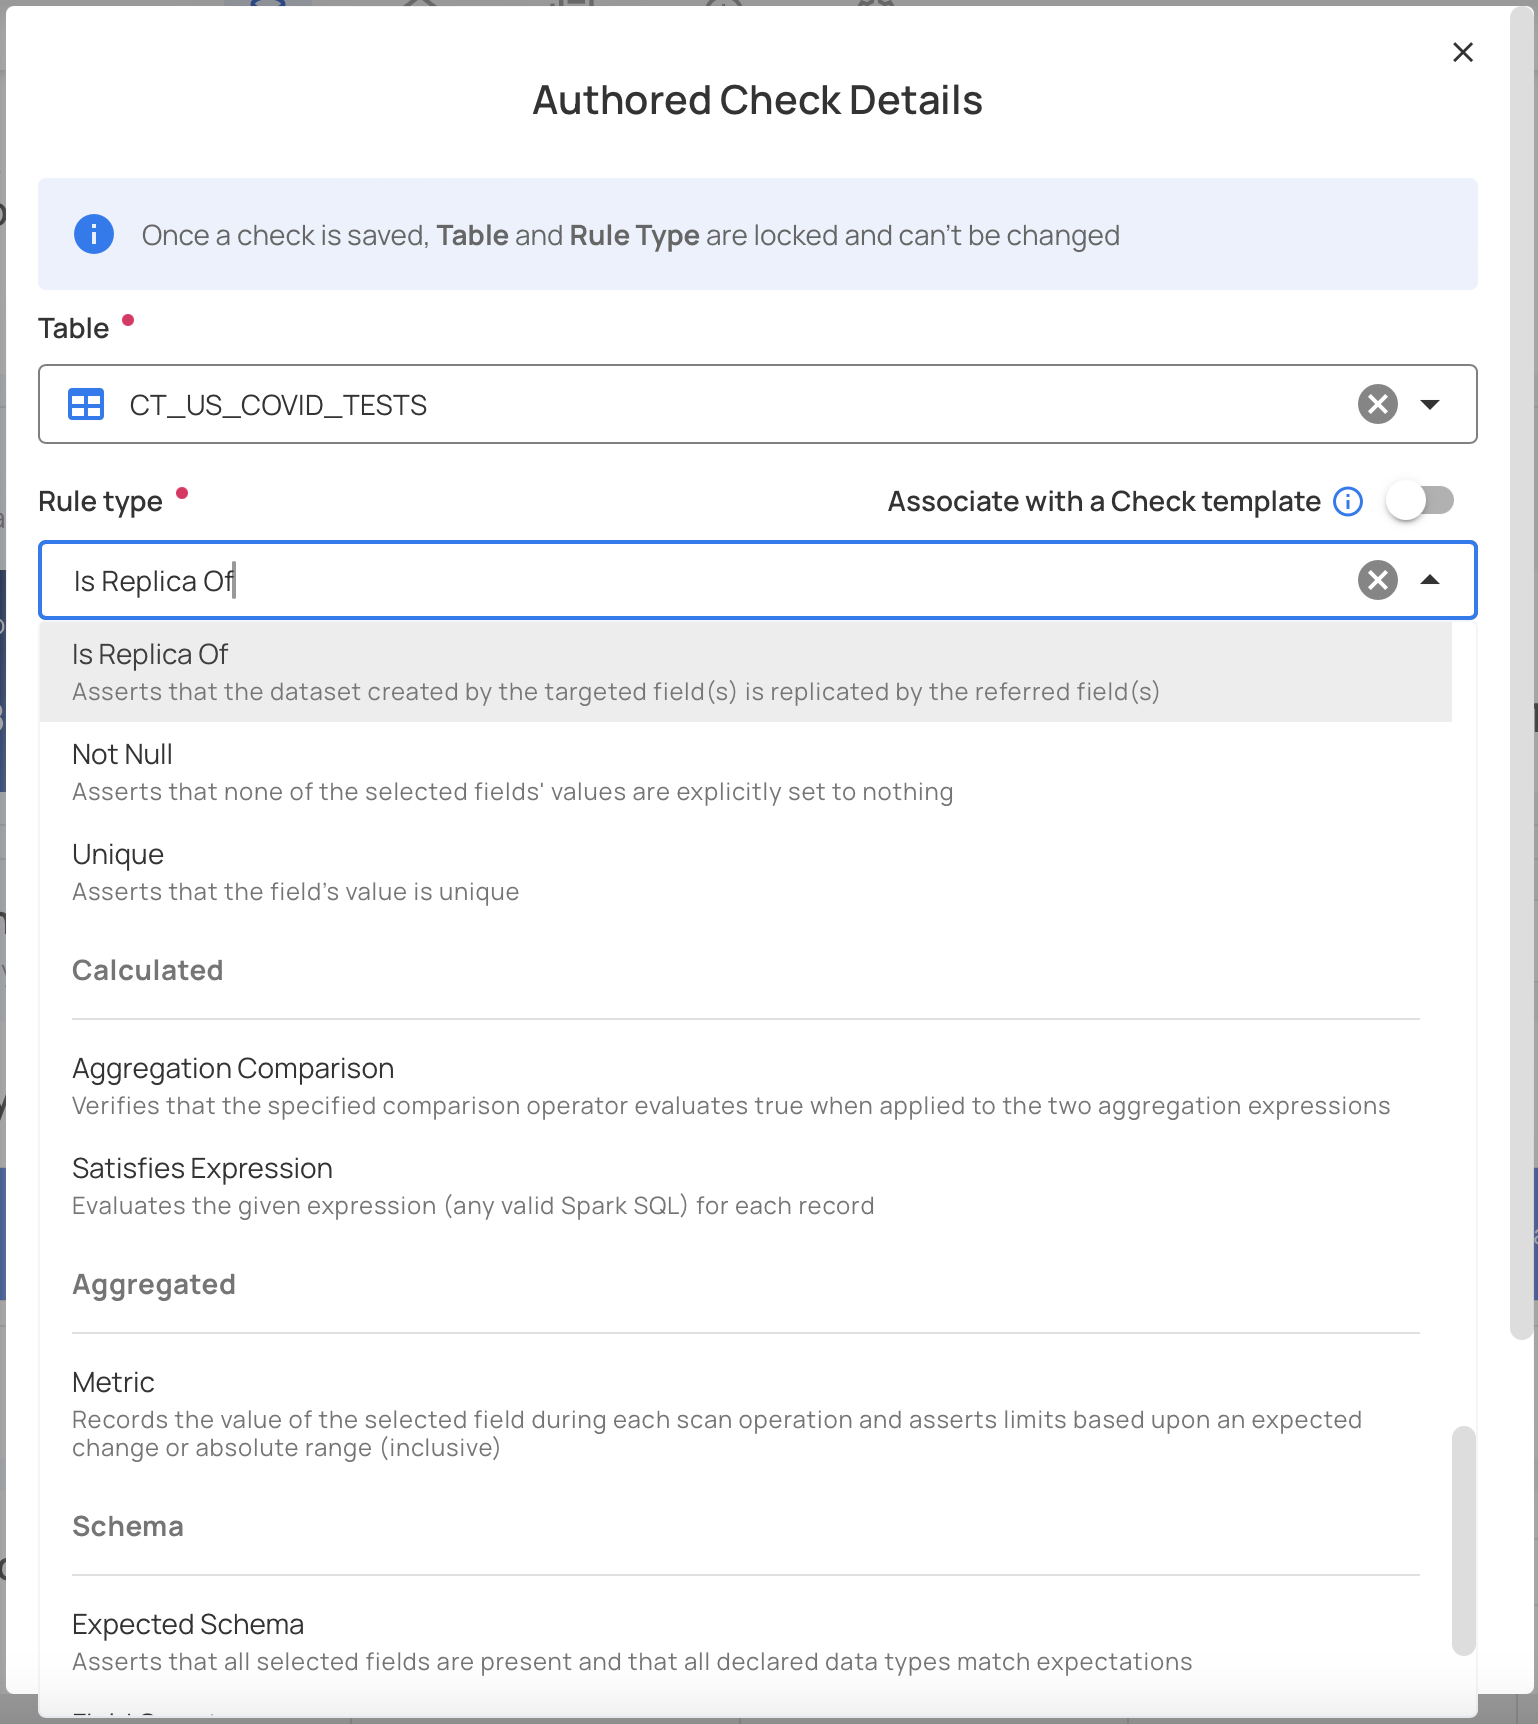 Authored Check Details
Once a check is saved, Table and Rule Type are locked and can't be changed
Table
CT_US_COVID_TESTS
Rule type
Associate with a Check template
Is Replica Of
Is Replica Of
Asserts that the dataset created by the targeted field(s) is replicated by the referred field(s)
Not Null
Asserts that none of the selected fields' values are explicitly set to nothing
Unique
Asserts that the field's value is unique
Calculated
Aggregation Comparison
Verifies that the specified comparison operator evaluates true when applied to the two aggregation expressions
Satisfies Expression
Evaluates the given expression (any valid Spark SQL) for each record
Aggregated
Metric
Records the value of the selected field during each scan operation and asserts limits based upon an expected
change or absolute range (inclusive)
Schema
Expected Schema
Asserts that all selected fields are present and that all declared data types match expectations